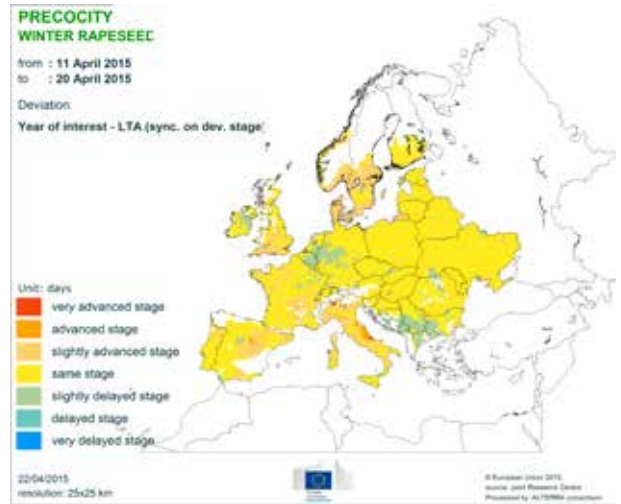 PRECOCITY
WINTER RAPESEED
from : 11 April 2015
to : 20 April 2015
Deviation:
Year of interest - LTA (sync. on dev. stage)
Unit: days
very advanced stage
advanced stage
slightly advanced stage
same stage
slightly delayed stage
delayed stage
very delayed stage
22/04/2015
resolution: 25x25 km
© European Union 2015
source: Joint Research Centre
Processed by ALTERRA consortium